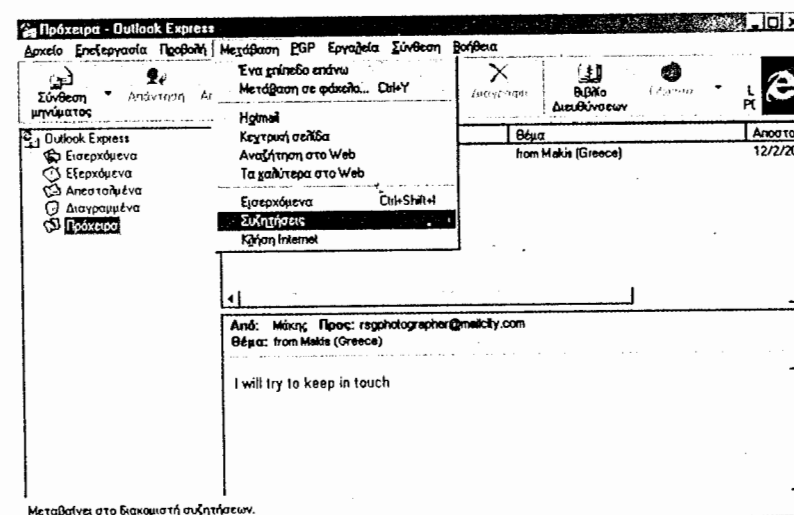 Πρόχειρα - Outlook Express
Αρχείο Επεξεργασία Προβολή Μετάβαση PGP Εργαλεία Σύνθεση Βοήθεια
Σύνθεση μηνύματος
Απάντηση
Διαγραφή
Βιβλίο Διευθύνσεων
Ένα επίπεδο επάνω
Μετάβαση σε φάκελο... Ctrl+Y
Hotmail
Κεντρική σελίδα
Αναζήτηση στο Web
Τα καλύτερα στο Web
Εισερχόμενα Ctrl+Shift+I
Συζητήσεις
Κλήση Internet
Outlook Express
Εισερχόμενα
Εξερχόμενα
Απεσταλμένα
Διαγραμμένα
Πρόχειρα
Θέμα
from Makis (Greece)
12/2/20
Από: Μάκης Προς: rsgphotographer@mailcity.com
Θέμα: from Makis (Greece)
I will try to keep in touch
Μεταβαίνει στο διακομιστή συζητήσεων.